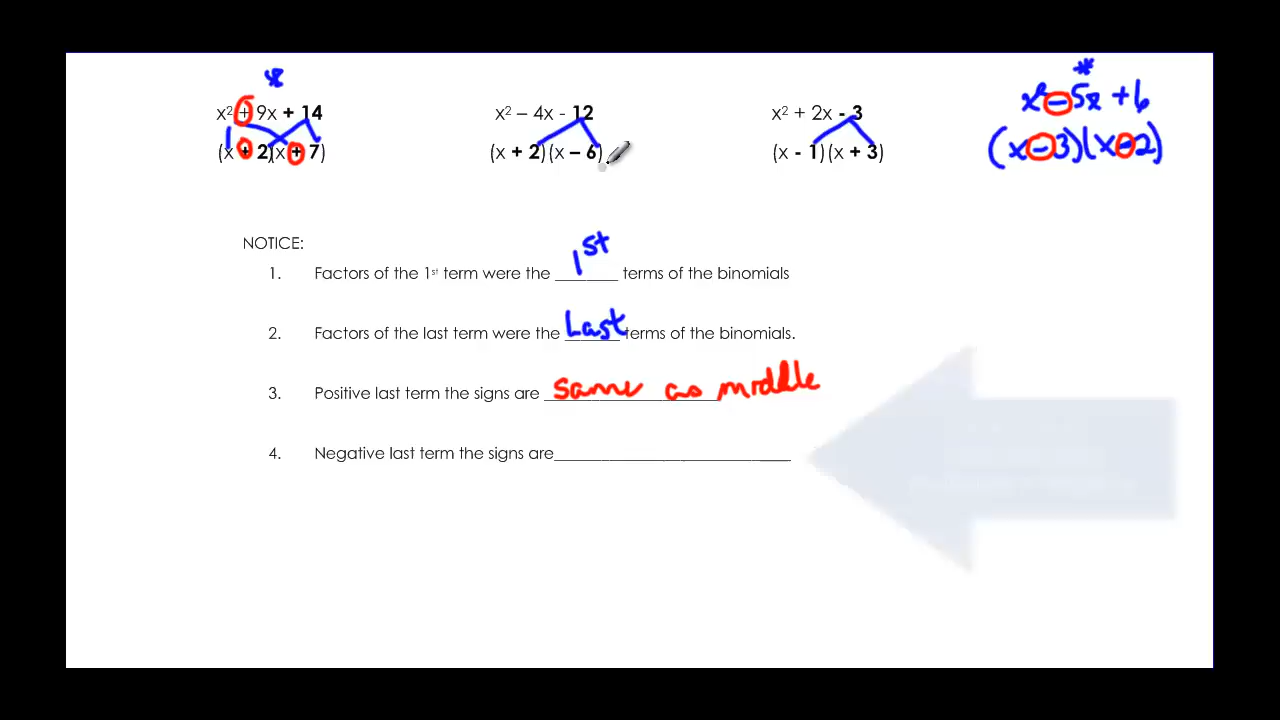 *
x² + 9x + 14
(x + 2)(x + 7)
x² – 4x - 12
(x + 2)(x – 6)
x² + 2x - 3
(x - 1)(x + 3)
*
x² - 5x + 6
(x - 3)(x - 2)
NOTICE:
1. Factors of the 1st term were the 1st terms of the binomials
2. Factors of the last term were the Last terms of the binomials.
3. Positive last term the signs are same as middle
4. Negative last term the signs are____________________